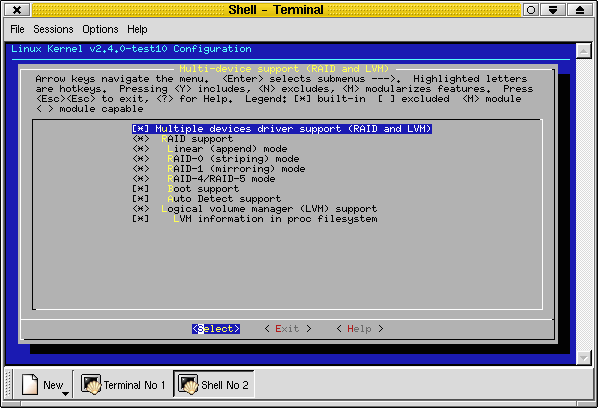 Shell - Terminal
File Sessions Options Help
Linux Kernel v2.4.0-test10 Configuration
Multi-device support (RAID and LVM)
Arrow keys navigate the menu. <Enter> selects submenus --->. Highlighted letters
are hotkeys. Pressing <Y> includes, <N> excludes, <M> modularizes features. Press
<Esc><Esc> to exit, <?> for Help. Legend: [*] built-in [ ] excluded <M> module
< > module capable
[*] Multiple devices driver support (RAID and LVM)
<*> RAID support
<*> Linear (append) mode
<*> RAID-0 (striping) mode
<*> RAID-1 (mirroring) mode
<*> RAID-4/RAID-5 mode
[*] Boot support
[*] Auto Detect support
<*> Logical volume manager (LVM) support
[*] LVM information in proc filesystem
<Select> < Exit > < Help >
New Terminal No 1 Shell No 2